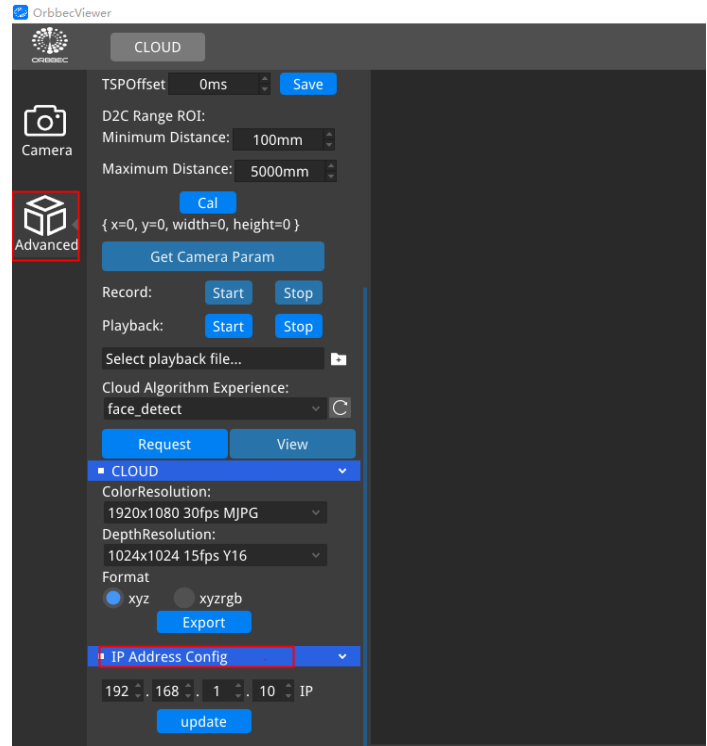 OrbbecViewer
ORBBEC
CLOUD
TSPOffset 0ms Save
D2C Range ROI:
Minimum Distance: 100mm
Camera
Maximum Distance: 5000mm
Cal
{ x=0, y=0, width=0, height=0 }
Advanced
Get Camera Param
Record: Start Stop
Playback: Start Stop
Select playback file...
Cloud Algorithm Experience:
face_detect
Request View
CLOUD
ColorResolution:
1920x1080 30fps MJPG
DepthResolution:
1024x1024 15fps Y16
Format
xyz xyzrgb
Export
IP Address Config
192 . 168 . 1 . 10 IP
update